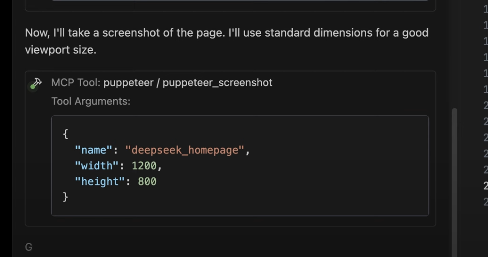 Now, I'll take a screenshot of the page. I'll use standard dimensions for a good
viewport size.
MCP Tool: puppeteer / puppeteer_screenshot
Tool Arguments:
{
"name": "deepseek_homepage",
"width": 1200,
"height": 800
}
G